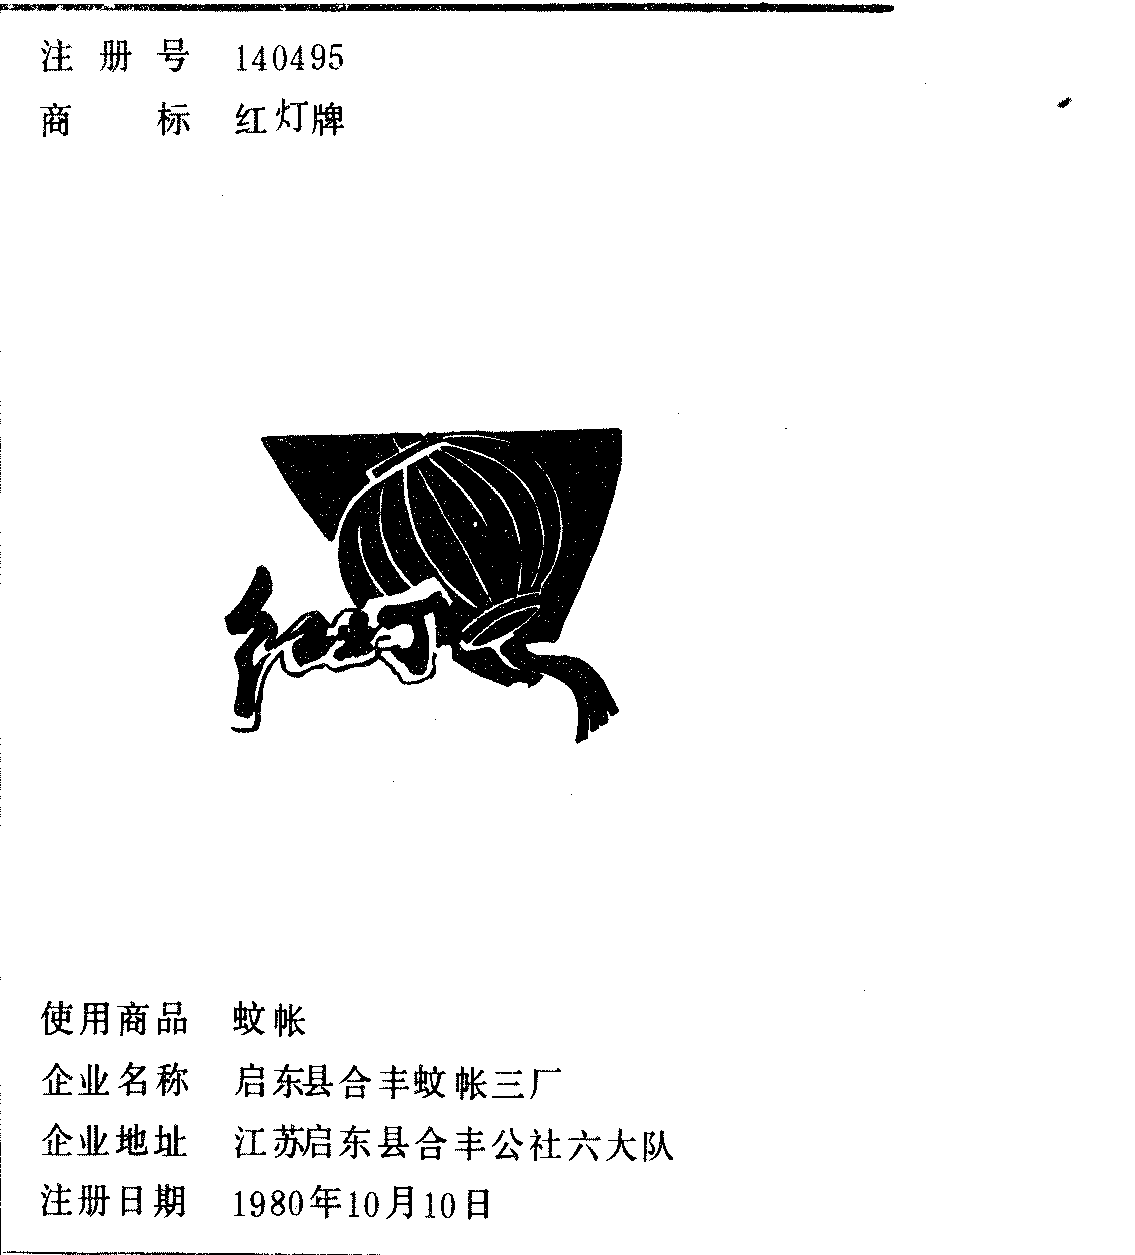 注册号 140495
商标 红灯牌
红灯
使用商品 蚊帐
企业名称 启东县合丰蚊帐三厂
企业地址 江苏启东县合丰公社六大队
注册日期 1980年10月10日